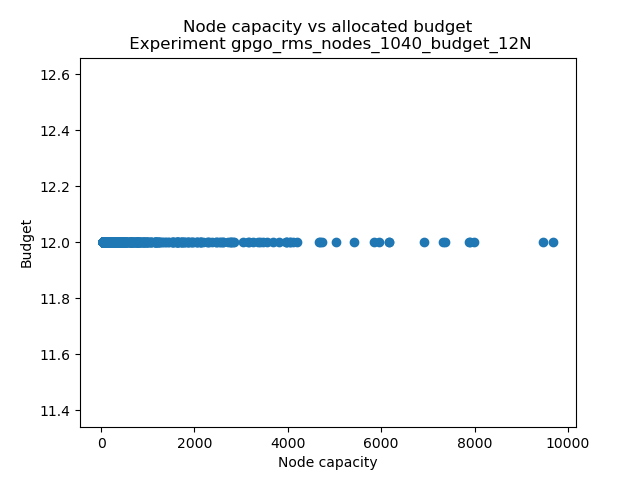 Node capacity vs allocated budget
Experiment gpgo_rms_nodes_1040_budget_12N
12.6
12.4
12.2
12.0
11.8
11.6
11.4
Budget
0 2000 4000 6000 8000 10000
Node capacity